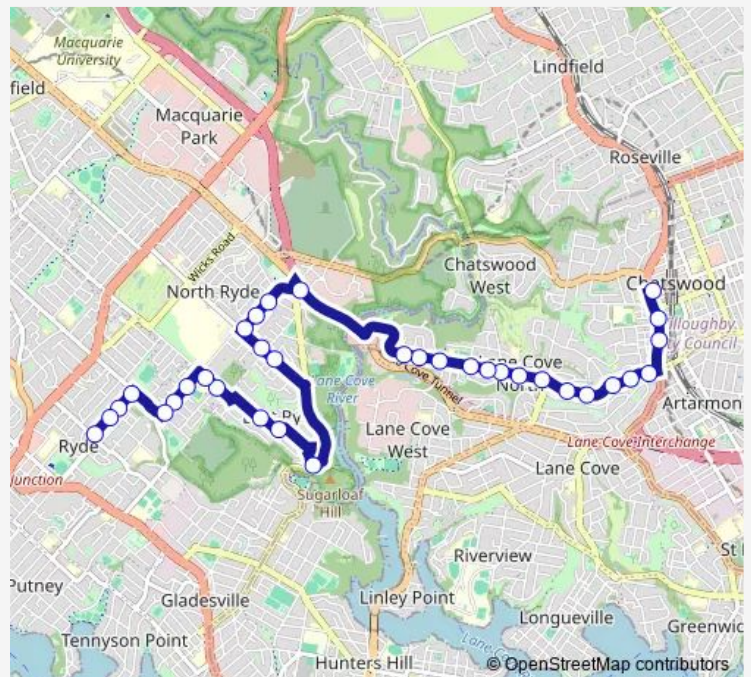 Macquarie
University
Lindfield
field
Macquarie
Park
Roseville
Wicks Road
Chatswood
West
Chatswood
North Ryde
Willoughby
City Council
Lane Cove
North
Lane Cove
River
Cove Tunnel
Artarmon
Ryde
Lane Cove
West
Lane Cove Interchange
Lane Cove
Junction
Sugarloaf
Hill
St
Riverview
Putney
Gladesville
Linley Point
Longueville
Greenwic
Tennyson Point
Lane Co
Hunters Hill
© OpenStreetMap contributors